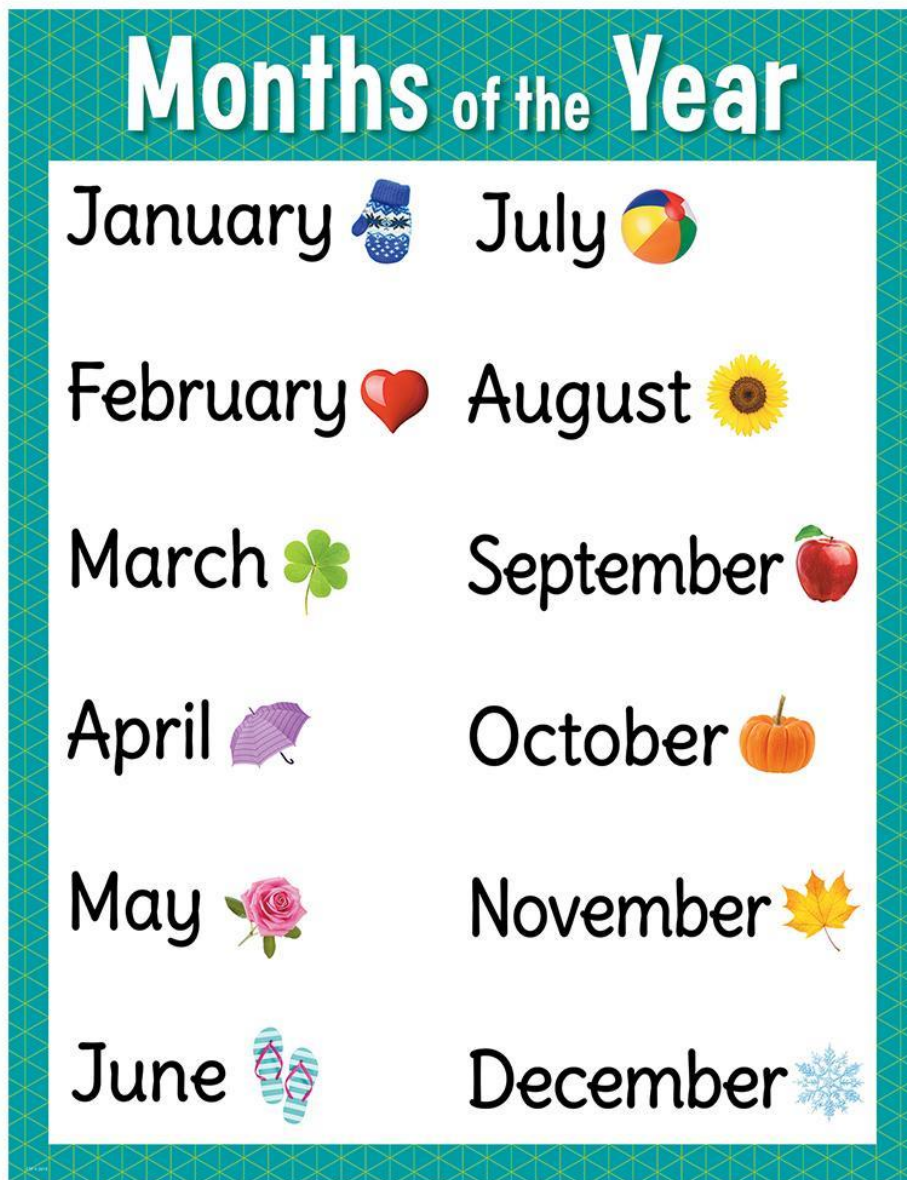 Months of the Year
January
February
March
April
May
June
July
August
September
October
November
December